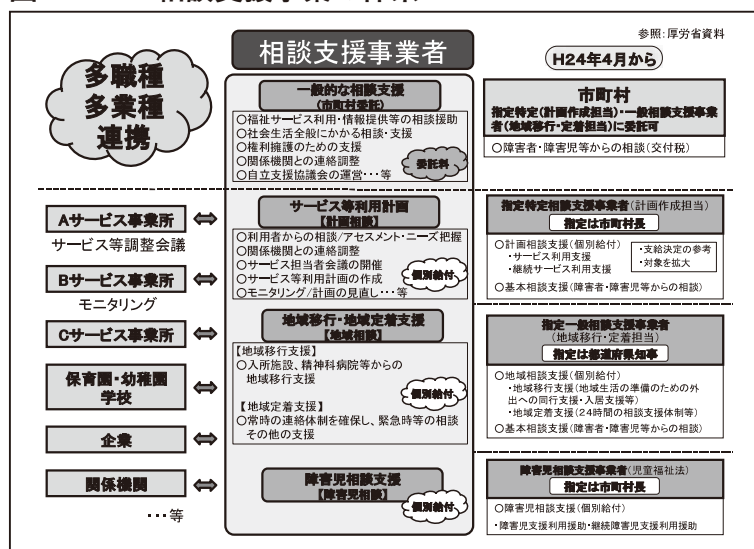 参照:厚労省資料
多職種
多業種
連携
相談支援事業者
H24年4月から
一般的な相談支援
(市町村委託)
○福祉サービス利用・情報提供等の相談援助
○社会生活全般にかかる相談・支援
○権利擁護のための支援
○関係機関との連絡調整
○自立支援協議会の運営・・・等
委託料
市町村
指定特定(計画作成担当)・一般相談支援事業
者(地域移行・定着担当)に委託可
○障害者・障害児等からの相談(交付税)
Aサービス事業所
サービス等調整会議
Bサービス事業所
モニタリング
Cサービス事業所
保育園・幼稚園
学校
企業
関係機関
・・・等
サービス等利用計画
【計画相談】
○利用者からの相談/アセスメント・ニーズ把握
○関係機関との連絡調整
○サービス担当者会議の開催
○サービス等利用計画の作成
○モニタリング/計画の見直し・・・等
個別給付
地域移行・地域定着支援
【地域相談】
【地域移行支援】
○入所施設、精神科病院等からの
地域移行支援
個別給付
【地域定着支援】
○常時の連絡体制を確保し、緊急時等の相談
その他の支援
障害児相談支援
【障害児相談】
個別給付
指定特定相談支援事業者(計画作成担当)
指定は市町村長
○計画相談支援(個別給付)
・サービス利用支援
・継続サービス利用支援
・支給決定の参考
・対象を拡大
○基本相談支援(障害者・障害児等からの相談)
指定一般相談支援事業者
(地域移行・定着担当)
指定は都道府県知事
○地域相談支援(個別給付)
・地域移行支援(地域生活の準備のための外
出への同行支援・入居支援等)
・地域定着支援(24時間の相談支援体制等)
○基本相談支援(障害者・障害児等からの相談)
障害児相談支援事業者(児童福祉法)
指定は市町村長
○障害児相談支援(個別給付)
・障害児支援利用援助・継続障害児支援利用援助